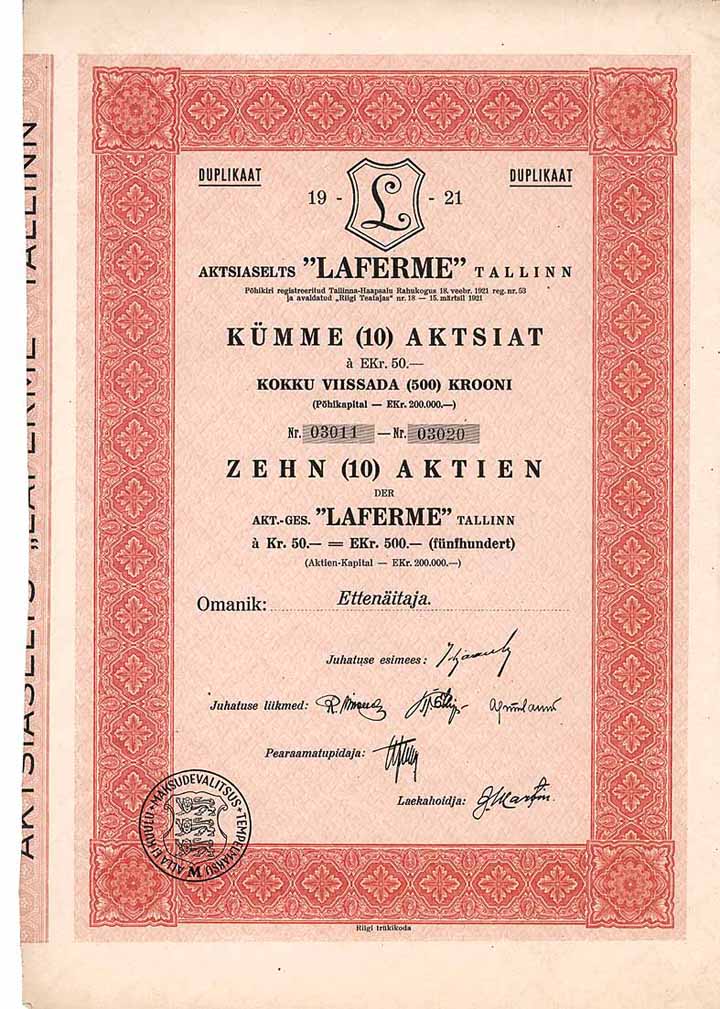 DUPLIKAAT DUPLIKAAT
19 - L - 21
AKTSIASELTS "LAFERME" TALLINN
Põhikiri registreeritud Tallinna-Haapsalu Rahukogus 18. veebr. 1921 reg. nr. 53
ja avaldatud „Riigi Teatajas" nr. 18 — 15. märtsil 1921
KÜMME (10) AKTSIAT
à EKr. 50.—
KOKKU VIISSADA (500) KROONI
(Põhikapital — EKr. 200.000.—)
Nr. 03011 — Nr. 03020
ZEHN (10) AKTIEN
DER
AKT.-GES. "LAFERME" TALLINN
à Kr. 50.— = EKr. 500.— (fünfhundert)
(Aktien-Kapital — EKr. 200.000.—)
Omanik: Ettenäitaja.
Juhatuse esimees:
Juhatuse liikmed:
Pearaamatupidaja:
Laekahoidja:
MAKSUDEVALITSUS * TEMPELMAKSU ALLA EI KUULU *
M
Riigi trükikoda
AKTSIASELTS „LAFERME" TALLINN